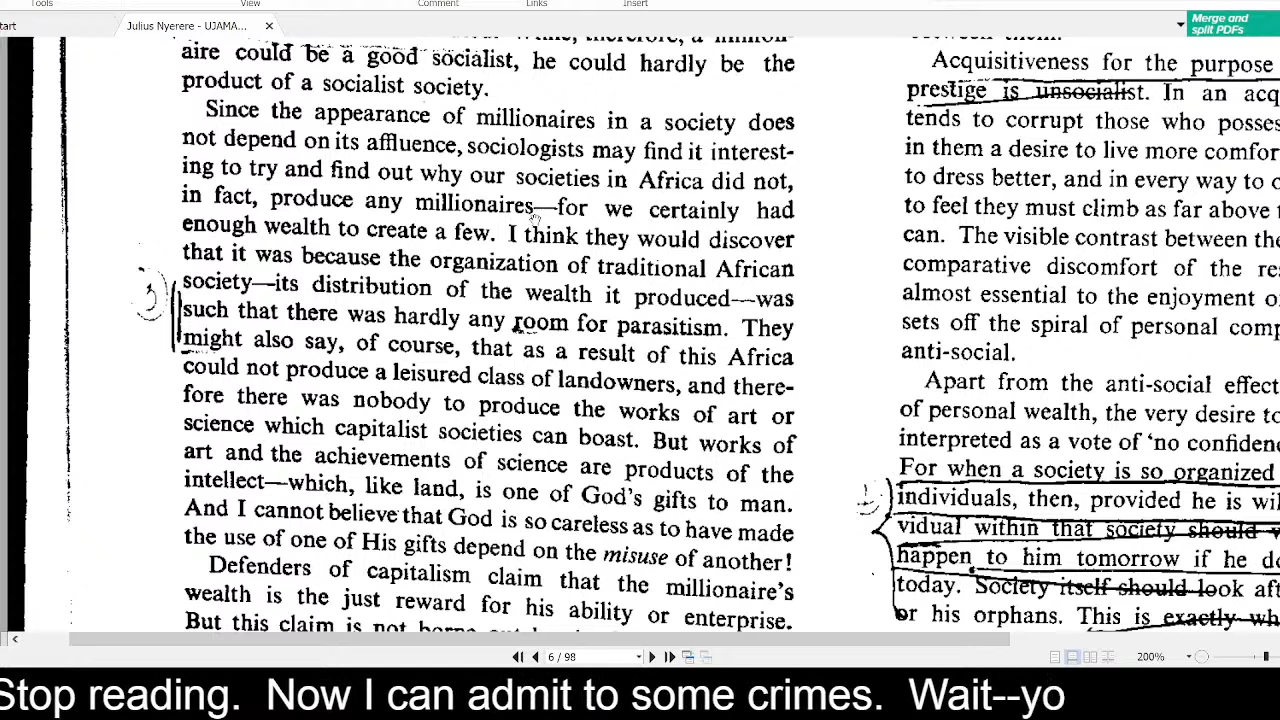 Tools View Comment Links Insert
tart Julius Nyerere - UJAMA... × Merge and
split PDFs
aire could be a good socialist, he could hardly be the
product of a socialist society.
Since the appearance of millionaires in a society does
not depend on its affluence, sociologists may find it interest-
ing to try and find out why our societies in Africa did not,
in fact, produce any millionaires—for we certainly had
enough wealth to create a few. I think they would discover
that it was because the organization of traditional African
society—its distribution of the wealth it produced—was
such that there was hardly any room for parasitism. They
might also say, of course, that as a result of this Africa
could not produce a leisured class of landowners, and there-
fore there was nobody to produce the works of art or
science which capitalist societies can boast. But works of
art and the achievements of science are products of the
intellect—which, like land, is one of God's gifts to man.
And I cannot believe that God is so careless as to have made
the use of one of His gifts depend on the misuse of another!
Defenders of capitalism claim that the millionaire's
wealth is the just reward for his ability or enterprise.
But this claim is not
3
Acquisitiveness for the purpose
prestige is unsocialist. In an acq
tends to corrupt those who posses
in them a desire to live more comfor
to dress better, and in every way to o
to feel they must climb as far above t
can. The visible contrast between the
comparative discomfort of the res
almost essential to the enjoyment o
sets off the spiral of personal comp
anti-social.
Apart from the anti-social effect
of personal wealth, the very desire to
interpreted as a vote of 'no confidenc
For when a society is so organized
individuals, then, provided he is wil
vidual within that society should w
happen to him tomorrow if he do
today. Society itself should look aft
or his orphans. This is exactly wh
6 / 98 200%
Stop reading. Now I can admit to some crimes. Wait--yo